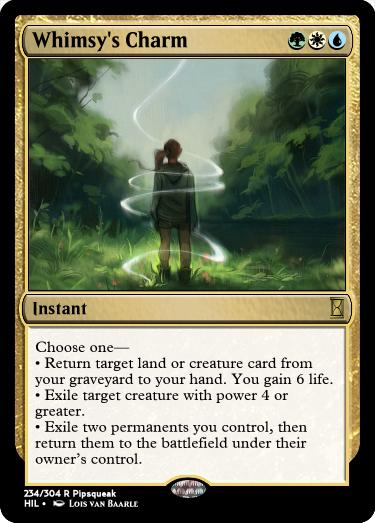 Whimsy's Charm
Instant
Choose one—
• Return target land or creature card from
your graveyard to your hand. You gain 6 life.
• Exile target creature with power 4 or
greater.
• Exile two permanents you control, then
return them to the battlefield under their
owner's control.
234/304 R Pipsqueak
HIL • Lois van Baarle